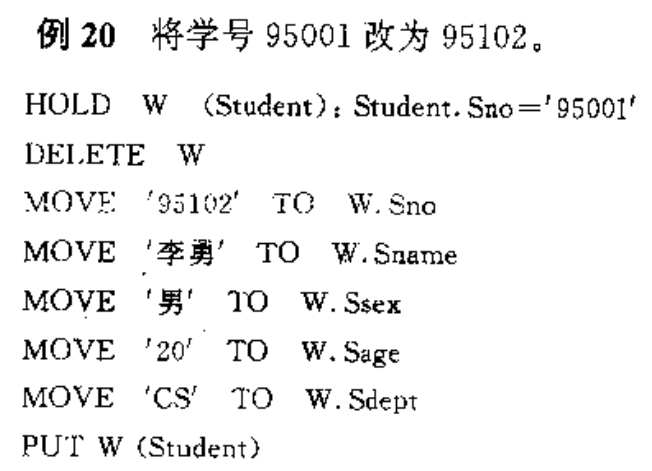 例 20 将学号 95001 改为 95102。
HOLD W (Student): Student.Sno='95001'
DELETE W
MOVE '95102' TO W.Sno
MOVE '李勇' TO W.Sname
MOVE '男' TO W.Ssex
MOVE '20' TO W.Sage
MOVE 'CS' TO W.Sdept
PUT W (Student)